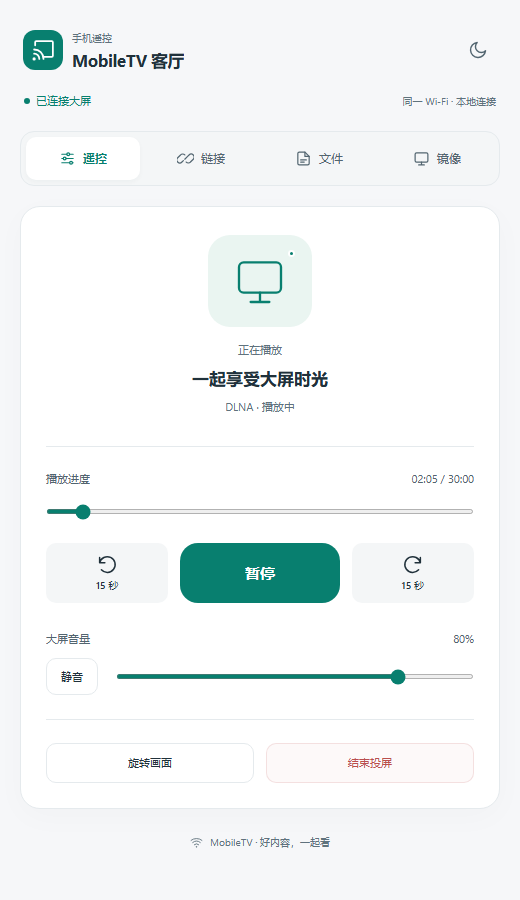 手机遥控
MobileTV 客厅
已连接大屏
同一 Wi-Fi · 本地连接
遥控
链接
文件
镜像
正在播放
一起享受大屏时光
DLNA · 播放中
播放进度
02:05 / 30:00
15 秒
暂停
15 秒
大屏音量
80%
静音
旋转画面
结束投屏
MobileTV · 好内容，一起看